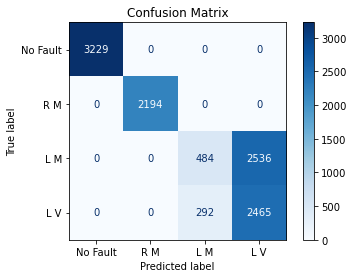 Confusion Matrix
No Fault 3229 0 0 0
R M 0 2194 0 0
L M 0 0 484 2536
L V 0 0 292 2465
No Fault R M L M L V
Predicted label
True label
3000
2500
2000
1500
1000
500
0